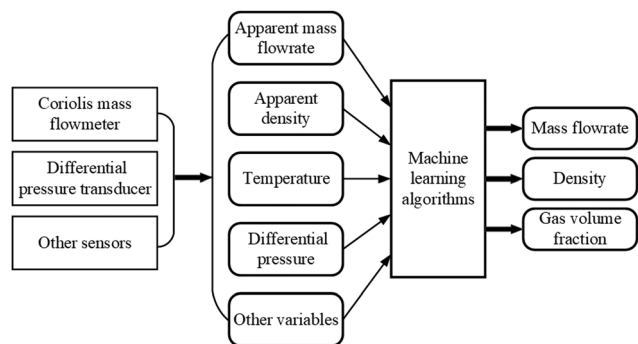 Coriolis mass
flowmeter
Differential
pressure transducer
Other sensors
Apparent mass
flowrate
Apparent
density
Temperature
Differential
pressure
Other variables
Machine
learning
algorithms
Mass flowrate
Density
Gas volume
fraction